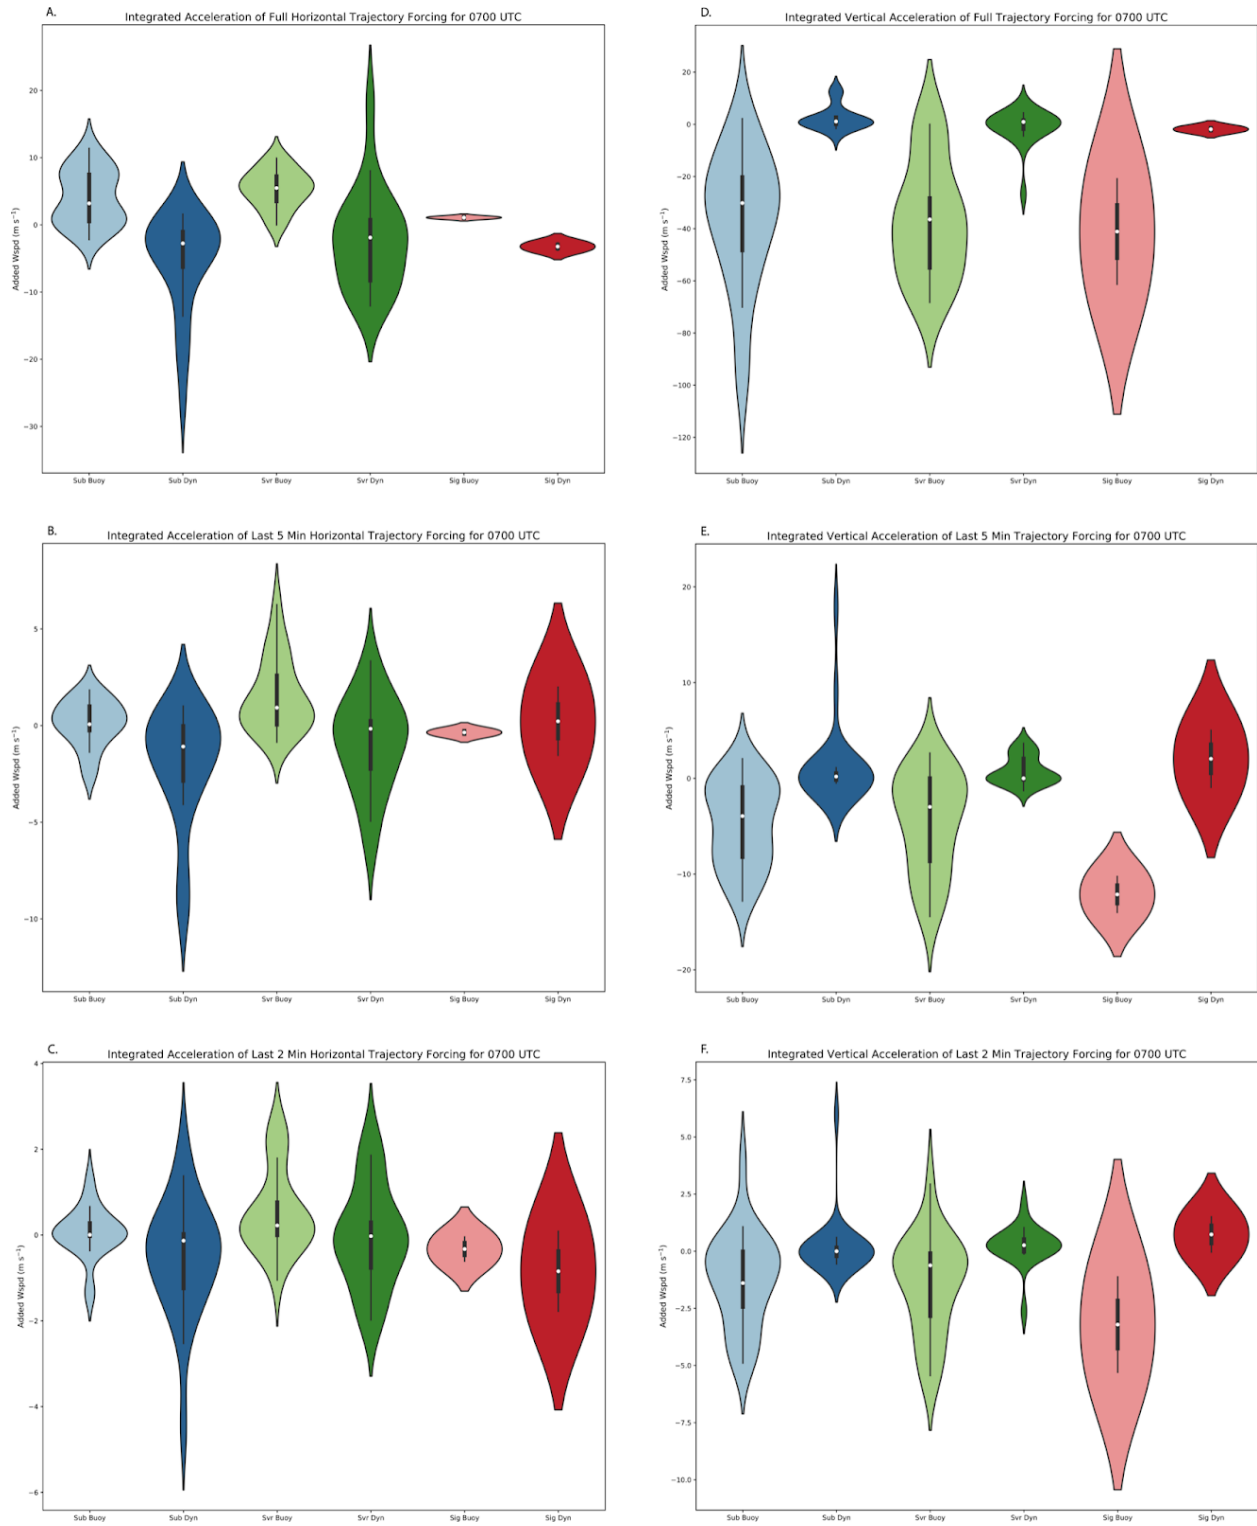 A.
Integrated Acceleration of Full Horizontal Trajectory Forcing for 0700 UTC
Added Wspd (m s⁻¹)
20
10
0
−10
−20
−30
Sub Buoy Sub Dyn Svr Buoy Svr Dyn Sig Buoy Sig Dyn
D.
Integrated Vertical Acceleration of Full Trajectory Forcing for 0700 UTC
Added Wspd (m s⁻¹)
20
0
−20
−40
−60
−80
−100
−120
Sub Buoy Sub Dyn Svr Buoy Svr Dyn Sig Buoy Sig Dyn
B.
Integrated Acceleration of Last 5 Min Horizontal Trajectory Forcing for 0700 UTC
Added Wspd (m s⁻¹)
5
0
−5
−10
Sub Buoy Sub Dyn Svr Buoy Svr Dyn Sig Buoy Sig Dyn
E.
Integrated Vertical Acceleration of Last 5 Min Trajectory Forcing for 0700 UTC
Added Wspd (m s⁻¹)
20
10
0
−10
−20
Sub Buoy Sub Dyn Svr Buoy Svr Dyn Sig Buoy Sig Dyn
C.
Integrated Acceleration of Last 2 Min Horizontal Trajectory Forcing for 0700 UTC
Added Wspd (m s⁻¹)
4
2
0
−2
−4
−6
Sub Buoy Sub Dyn Svr Buoy Svr Dyn Sig Buoy Sig Dyn
F.
Integrated Vertical Acceleration of Last 2 Min Trajectory Forcing for 0700 UTC
Added Wspd (m s⁻¹)
7.5
5.0
2.5
0.0
−2.5
−5.0
−7.5
−10.0
Sub Buoy Sub Dyn Svr Buoy Svr Dyn Sig Buoy Sig Dyn